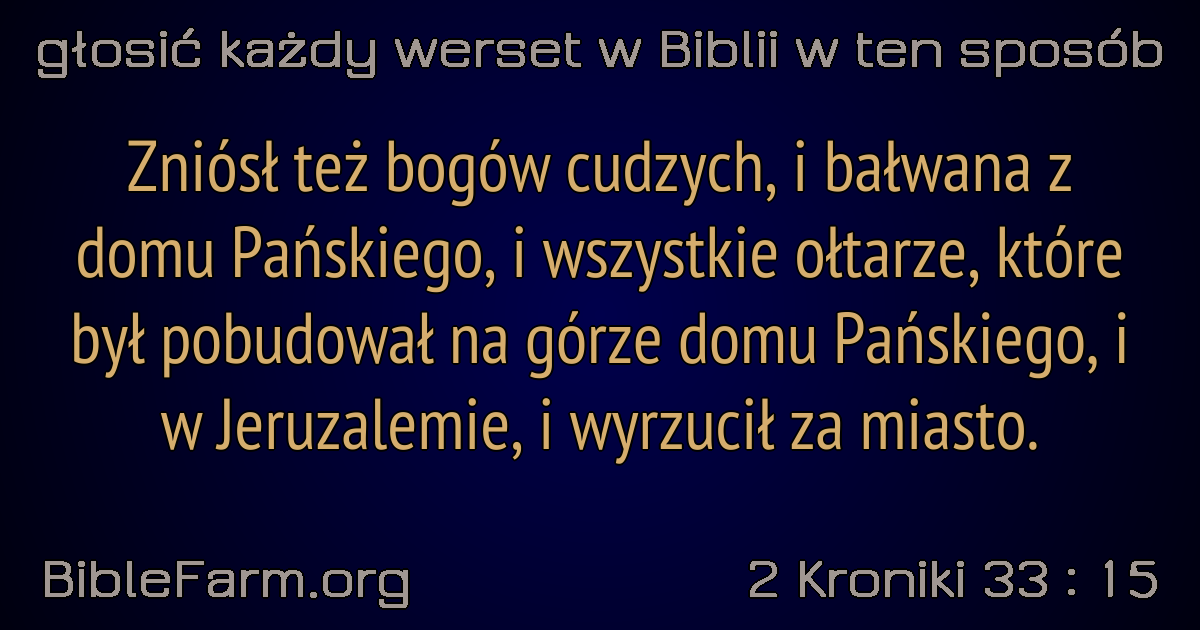 głosić każdy werset w Biblii w ten sposób
Zniósł też bogów cudzych, i bałwana z
domu Pańskiego, i wszystkie ołtarze, które
był pobudował na górze domu Pańskiego, i
w Jeruzalemie, i wyrzucił za miasto.
BibleFarm.org
2 Kroniki 33 : 15